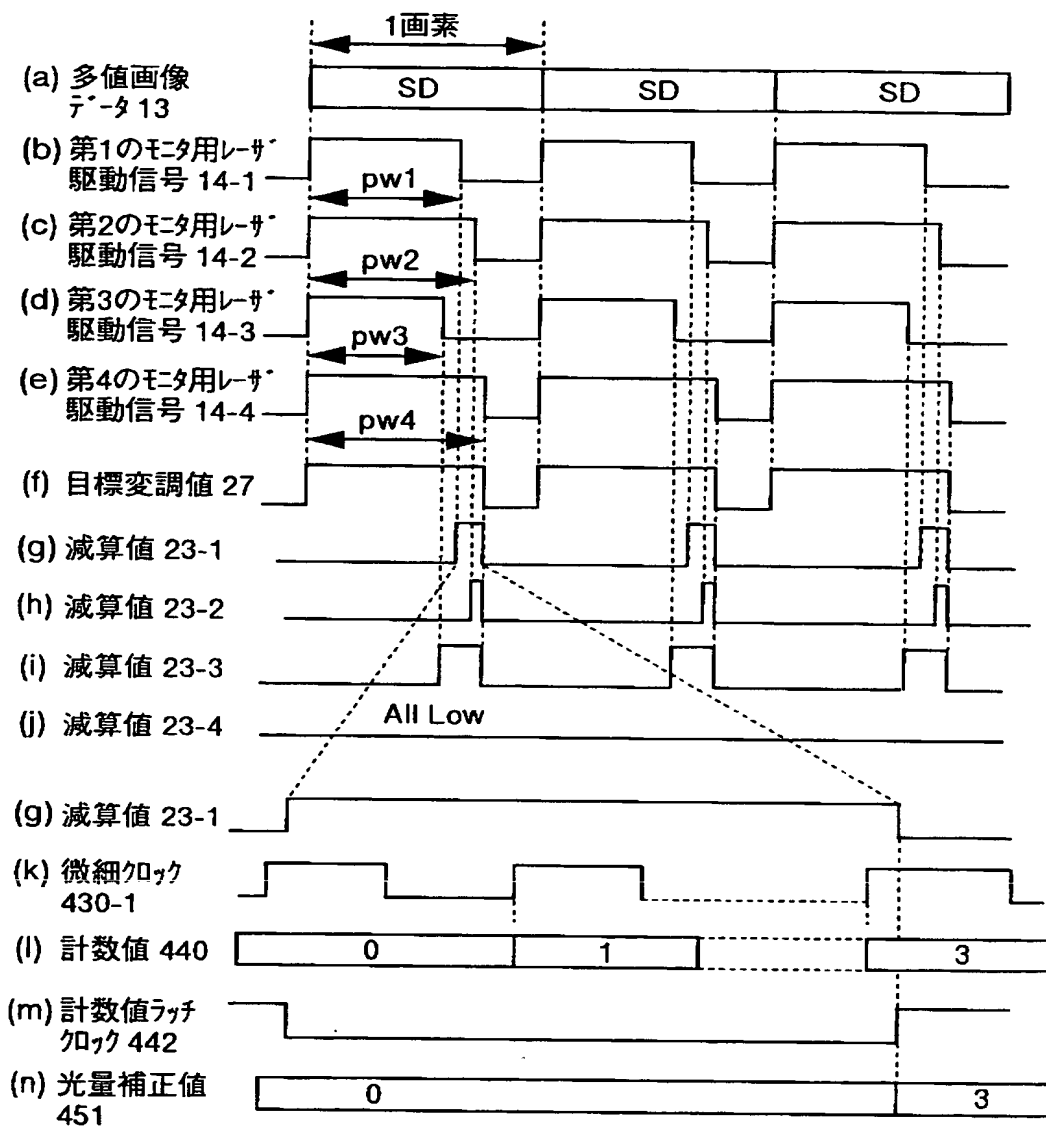 1画素
(a) 多値画像
データ 13
SD SD SD
(b) 第1のモニタ用レーザ
駆動信号 14-1
pw1
(c) 第2のモニタ用レーザ
駆動信号 14-2
pw2
(d) 第3のモニタ用レーザ
駆動信号 14-3
pw3
(e) 第4のモニタ用レーザ
駆動信号 14-4
pw4
(f) 目標変調値 27
(g) 減算値 23-1
(h) 減算値 23-2
(i) 減算値 23-3
All Low
(j) 減算値 23-4
(g) 減算値 23-1
(k) 微細クロック
430-1
(l) 計数値 440
0 1 3
(m) 計数値ラッチ
クロック 442
(n) 光量補正値
451
0 3